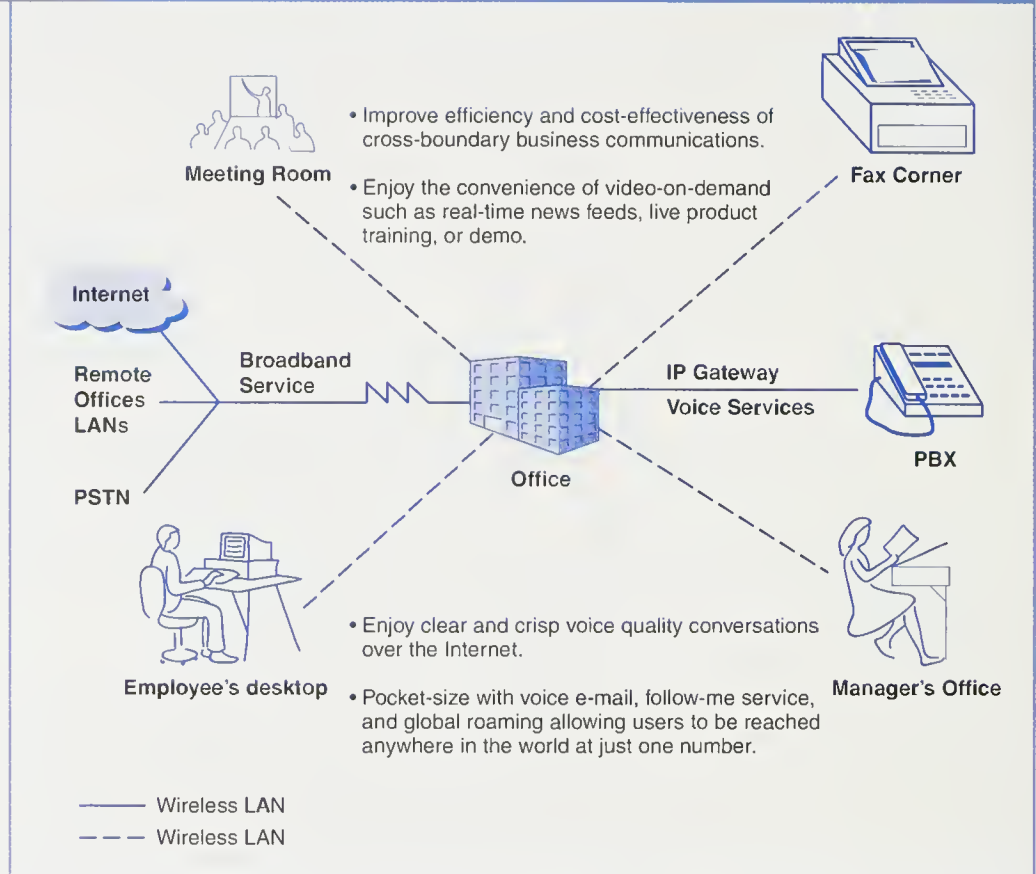 • Improve efficiency and cost-effectiveness of
cross-boundary business communications.
Meeting Room
Fax Corner
• Enjoy the convenience of video-on-demand
such as real-time news feeds, live product
training, or demo.
Internet
Remote
Offices
LANs
Broadband
Service
IP Gateway
Voice Services
PBX
Office
PSTN
• Enjoy clear and crisp voice quality conversations
over the Internet.
Employee's desktop
Manager's Office
• Pocket-size with voice e-mail, follow-me service,
and global roaming allowing users to be reached
anywhere in the world at just one number.
Wireless LAN
Wireless LAN